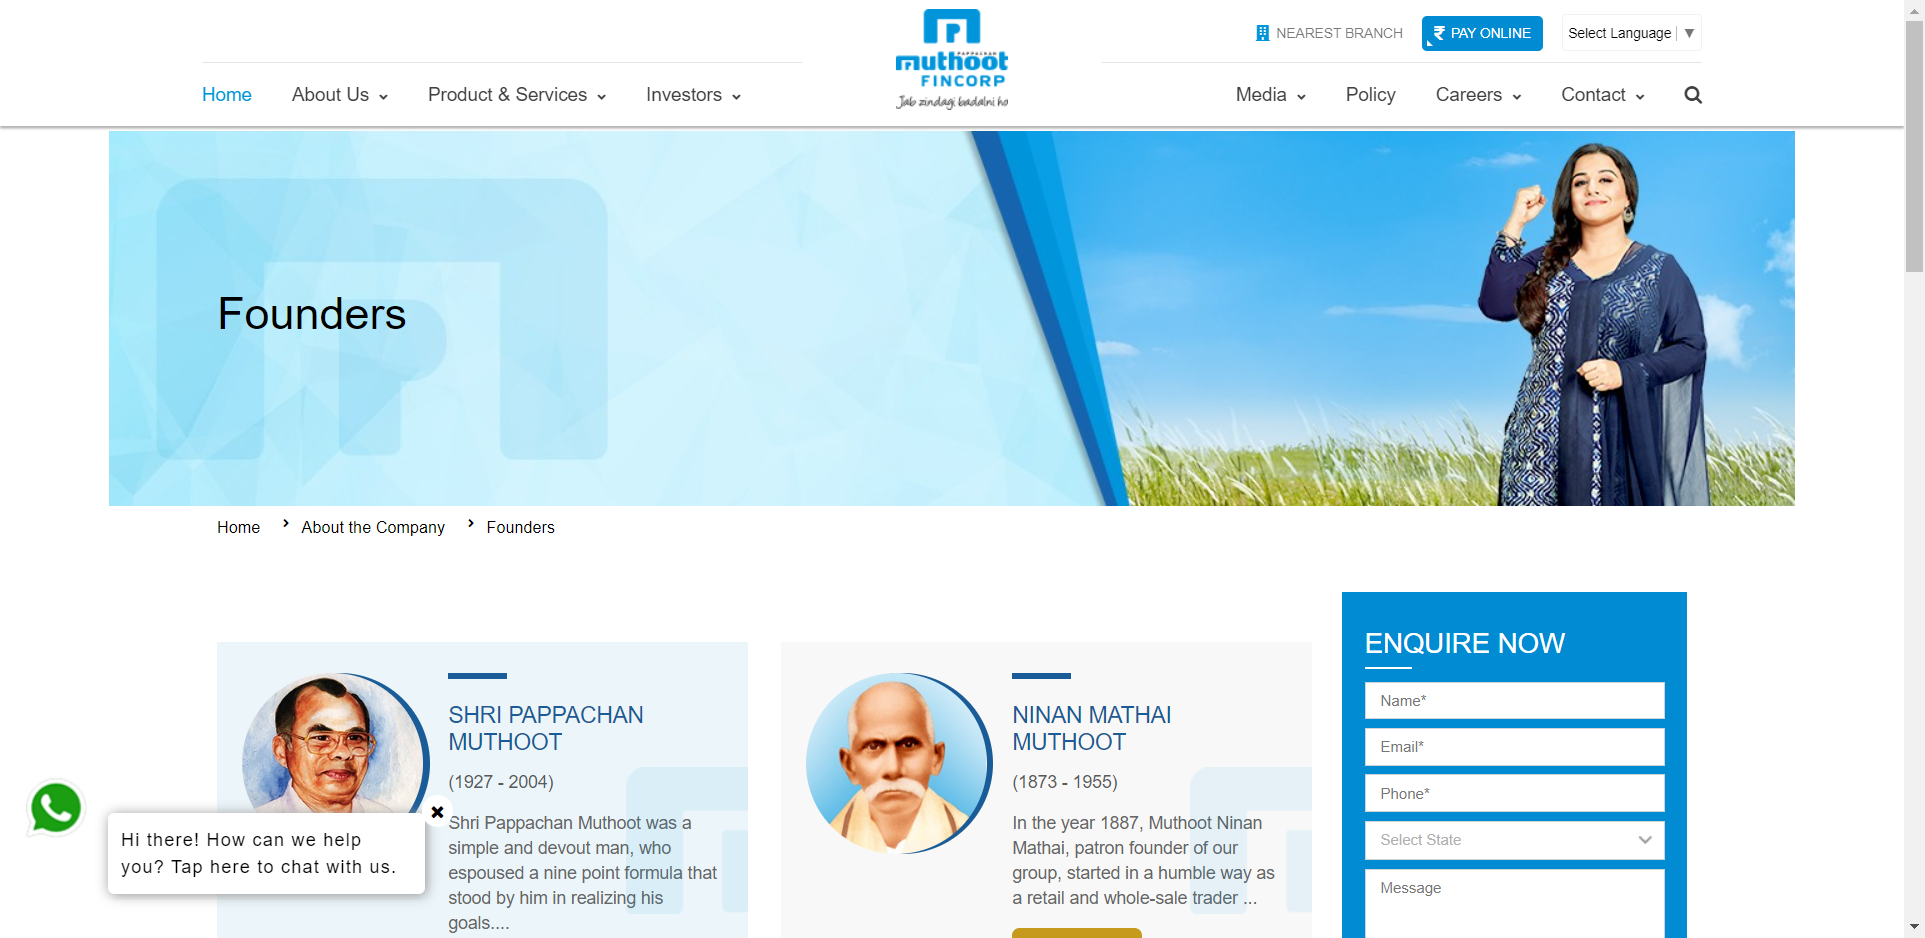 NEAREST BRANCH
PAY ONLINE
Select Language ▼
PAPPACHAN
muthoot
FINCORP
Jab zindagi badalni ho
Home
About Us
Product & Services
Investors
Media
Policy
Careers
Contact
Founders
Home
About the Company
Founders
SHRI PAPPACHAN
MUTHOOT
(1927 - 2004)
Shri Pappachan Muthoot was a
simple and devout man, who
espoused a nine point formula that
stood by him in realizing his
goals....
NINAN MATHAI
MUTHOOT
(1873 - 1955)
In the year 1887, Muthoot Ninan
Mathai, patron founder of our
group, started in a humble way as
a retail and whole-sale trader ...
ENQUIRE NOW
Name*
Email*
Phone*
Select State
Message
Hi there! How can we help
you? Tap here to chat with us.